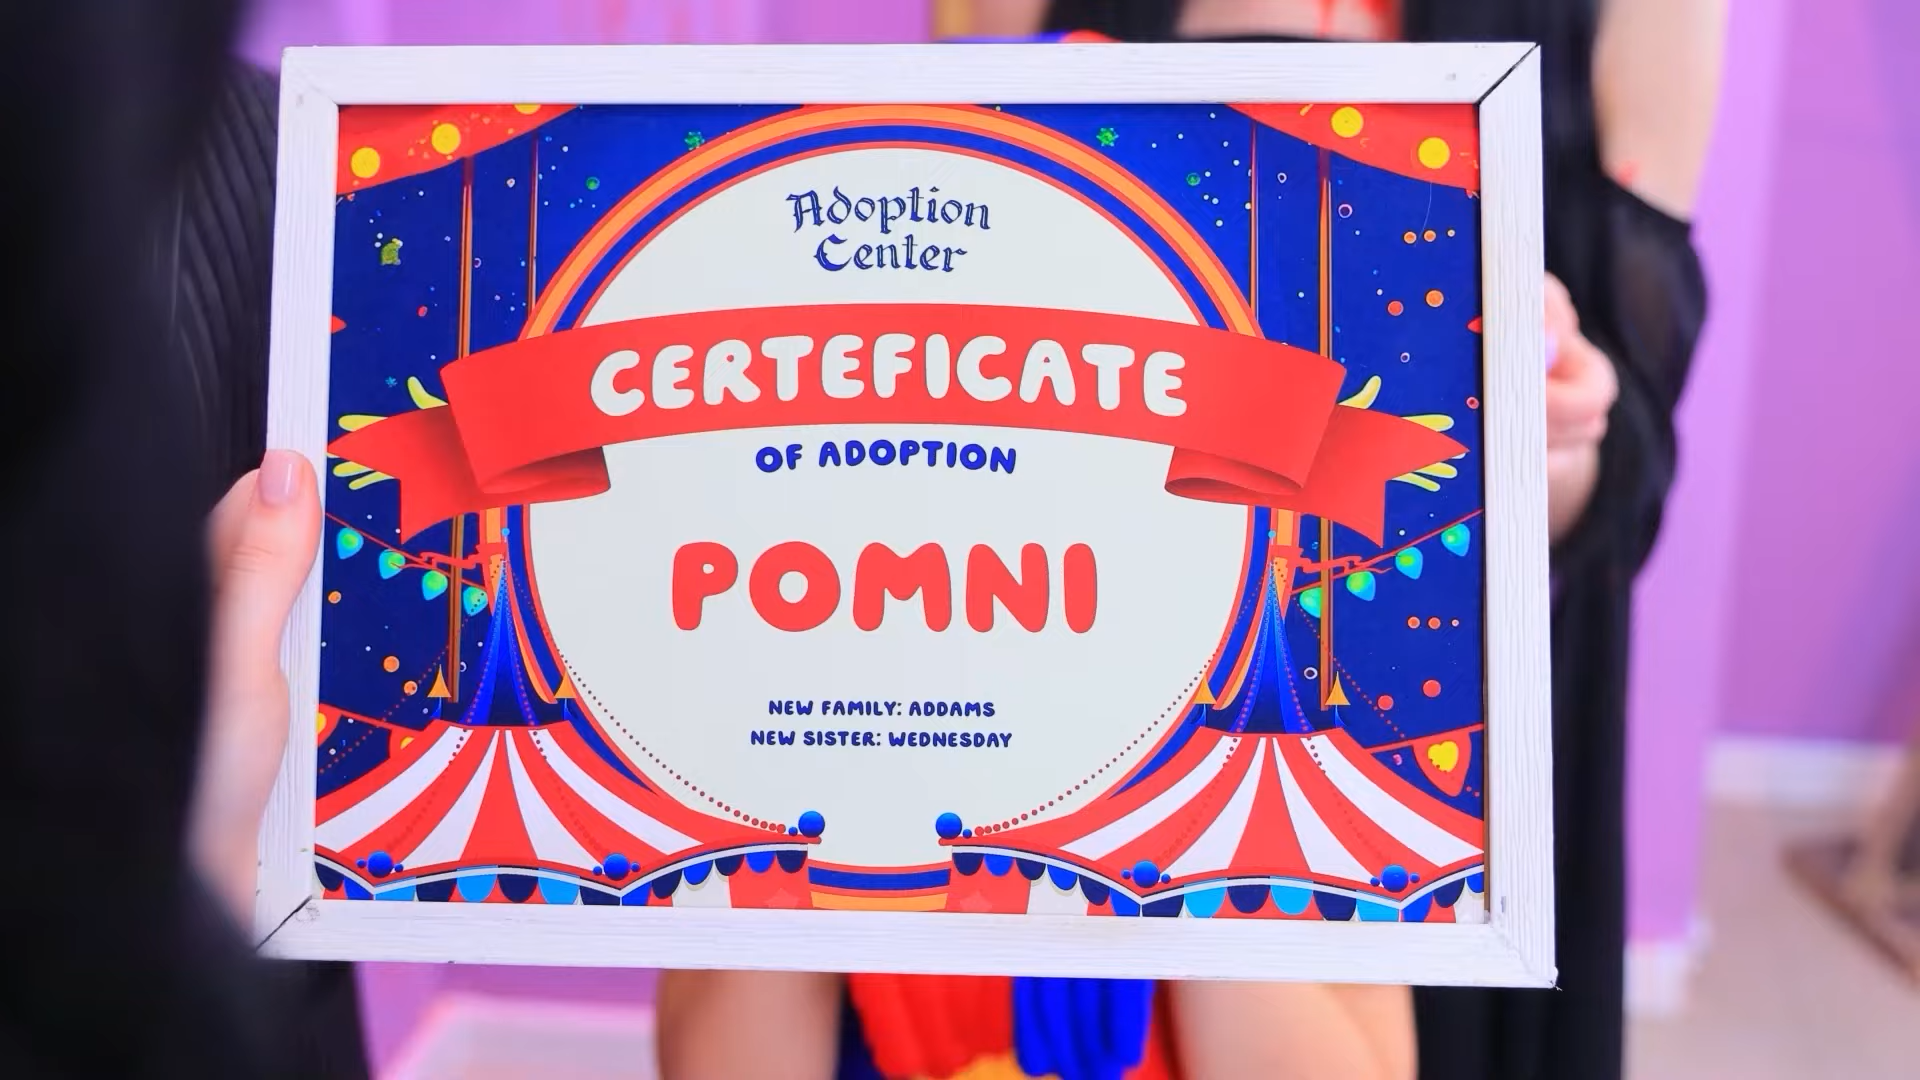 Adoption
Center
CERTEFICATE
OF ADOPTION
POMNI
NEW FAMILY: ADDAMS
NEW SISTER: WEDNESDAY